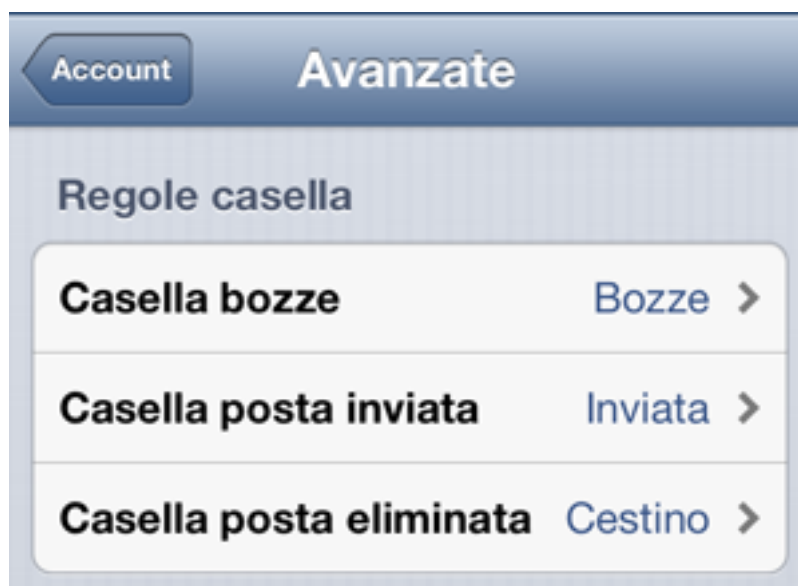 Account
Avanzate
Regole casella
Casella bozze Bozze
Casella posta inviata Inviata
Casella posta eliminata Cestino